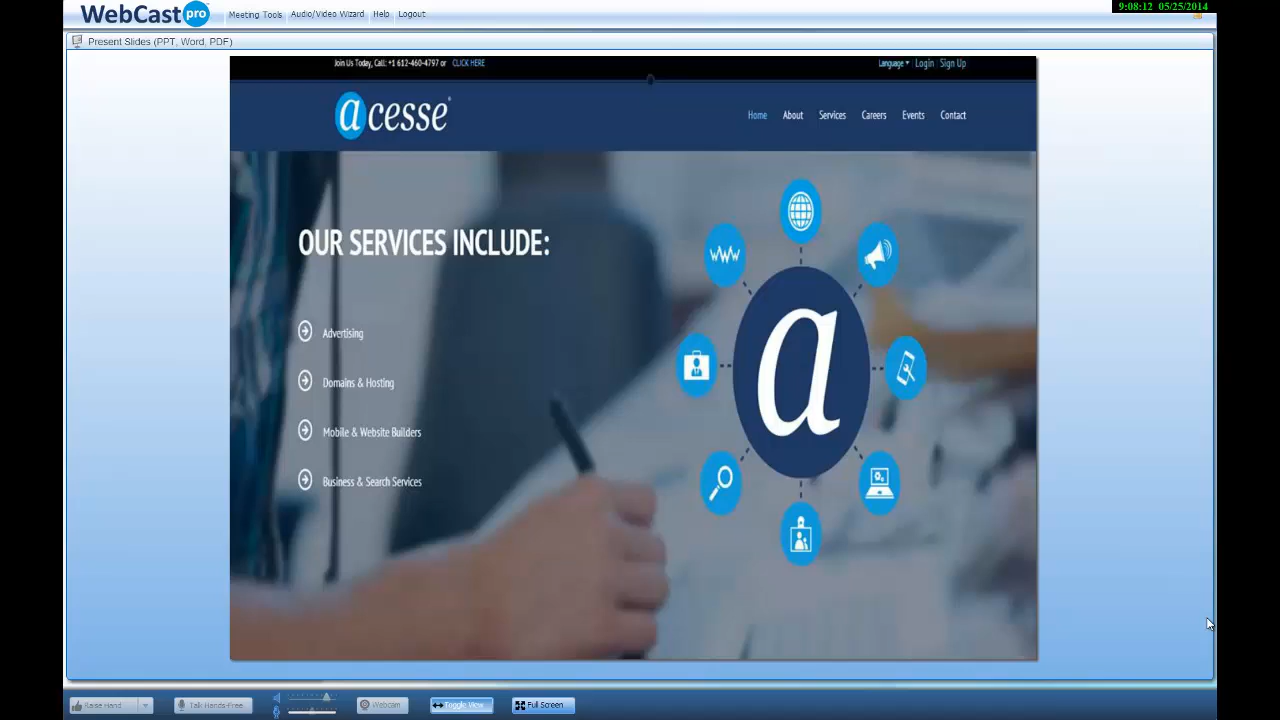 WebCast pro Meeting Tools Audio/Video Wizard Help Logout
9:08:12 05/25/2014
Present Slides (PPT, Word, PDF)
Join Us Today, Call: +1 612-460-4797 or CLICK HERE
Language Login Sign Up
acesse®
Home About Services Careers Events Contact
OUR SERVICES INCLUDE:
Advertising
Domains & Hosting
Mobile & Website Builders
Business & Search Services
a
Raise Hand Talk Hands-Free Webcam Toggle View Full Screen